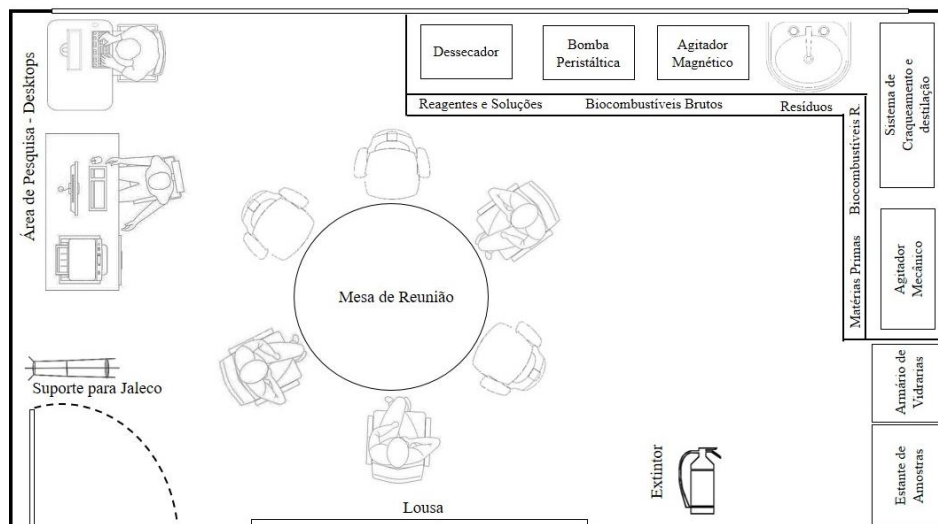 Dessecador
Bomba
Peristáltica
Agitador
Magnético
Reagentes e Soluções
Biocombustíveis Brutos
Resíduos
Área de Pesquisa - Desktops
Biocombustíveis R.
Matérias Primas
Sistema de
Craqueamento e
destilação
Agitador
Mecânico
Mesa de Reunião
Suporte para Jaleco
Armário de
Vidrarias
Extintor
Estante de
Amostras
Lousa